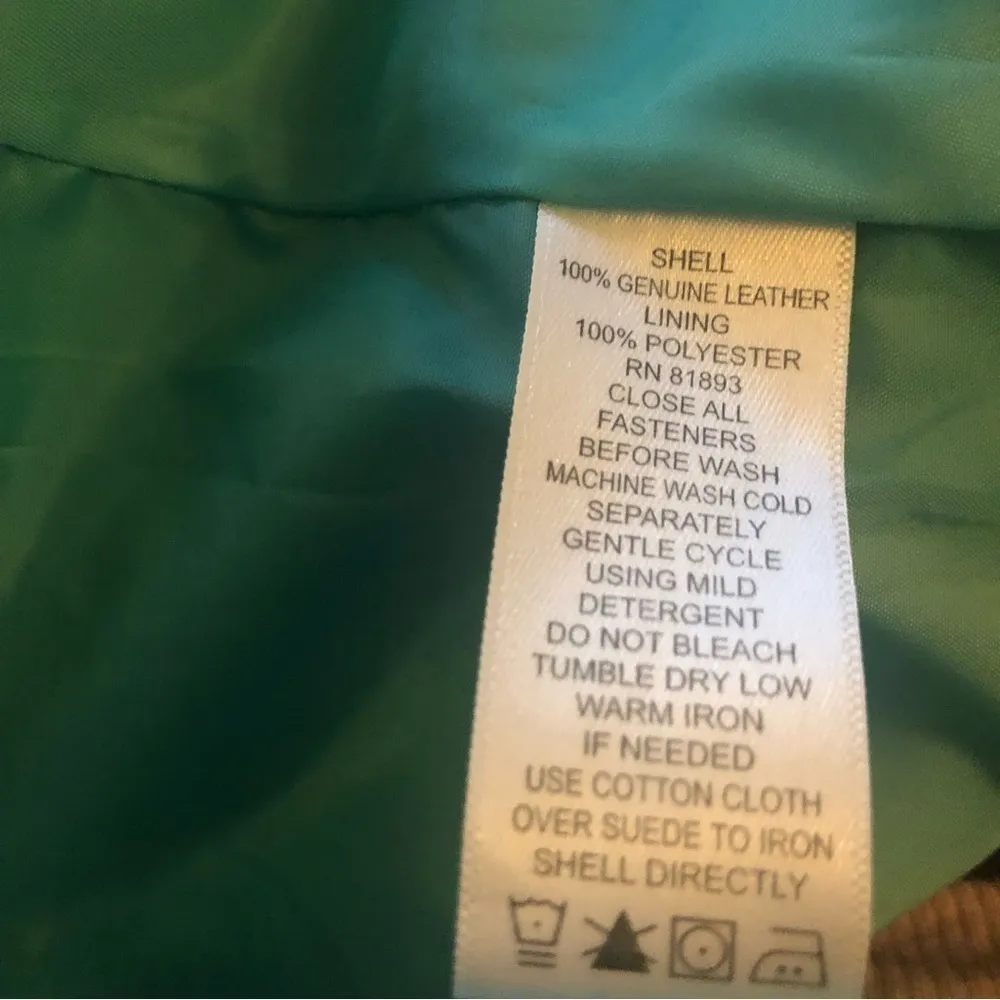 SHELL
100% GENUINE LEATHER
LINING
100% POLYESTER
RN 81893
CLOSE ALL
FASTENERS
BEFORE WASH
MACHINE WASH COLD
SEPARATELY
GENTLE CYCLE
USING MILD
DETERGENT
DO NOT BLEACH
TUMBLE DRY LOW
WARM IRON
IF NEEDED
USE COTTON CLOTH
OVER SUEDE TO IRON
SHELL DIRECTLY